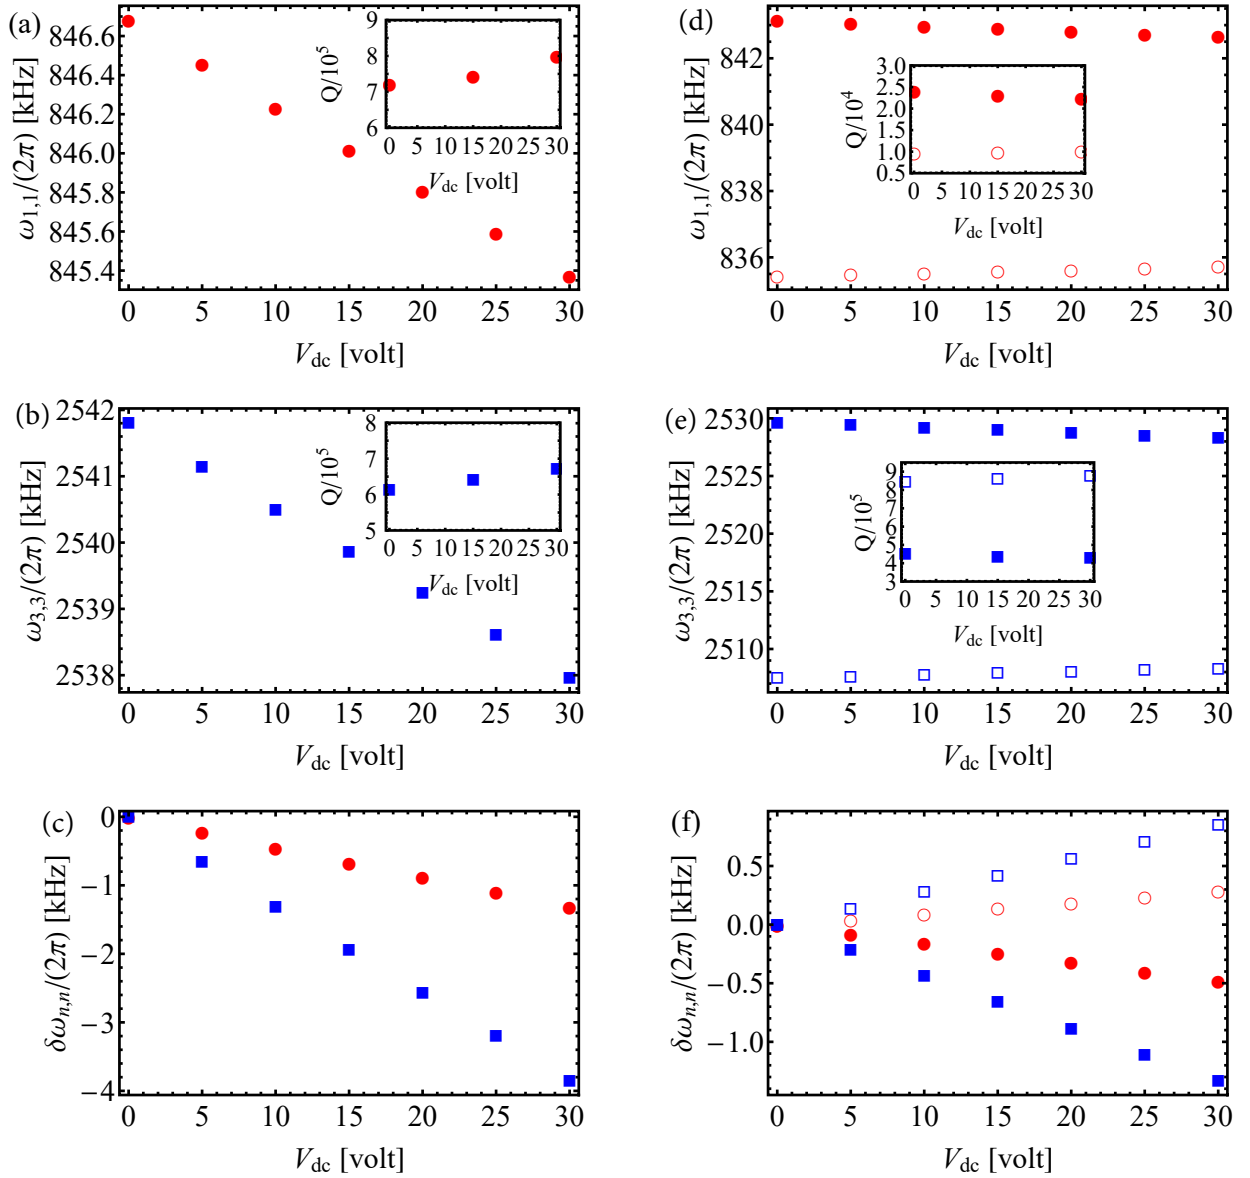 (a)
ω1,1/(2π) [kHz]
846.6
846.4
846.2
846.0
845.8
845.6
845.4
0 5 10 15 20 25 30
Vdc [volt]
Q/10^5
9
8
7
6
0 5 10 15 20 25 30
Vdc [volt]
(d)
ω1,1/(2π) [kHz]
842
840
838
836
0 5 10 15 20 25 30
Vdc [volt]
Q/10^4
3.0
2.5
2.0
1.5
1.0
0.5
0 5 10 15 20 25 30
Vdc [volt]
(b)
ω3,3/(2π) [kHz]
2542
2541
2540
2539
2538
0 5 10 15 20 25 30
Vdc [volt]
Q/10^5
8
7
6
5
0 5 10 15 20 25 30
Vdc [volt]
(e)
ω3,3/(2π) [kHz]
2530
2525
2520
2515
2510
0 5 10 15 20 25 30
Vdc [volt]
Q/10^5
9
8
7
6
5
4
3
0 5 10 15 20 25 30
Vdc [volt]
(c)
δωn,n/(2π) [kHz]
0
−1
−2
−3
−4
0 5 10 15 20 25 30
Vdc [volt]
(f)
δωn,n/(2π) [kHz]
0.5
0.0
−0.5
−1.0
0 5 10 15 20 25 30
Vdc [volt]